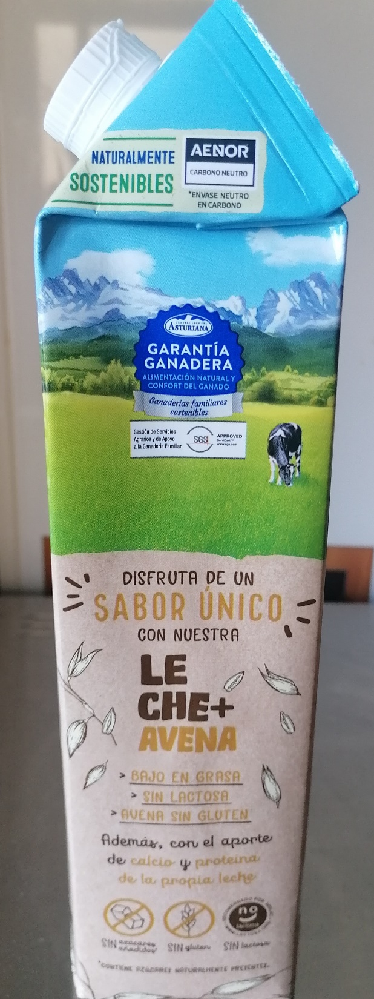 NATURALMENTE
SOSTENIBLES
AENOR
CARBONO NEUTRO
*ENVASE NEUTRO
EN CARBONO
CENTRAL LECHERA
ASTURIANA
GARANTÍA
GANADERA
ALIMENTACIÓN NATURAL Y
CONFORT DEL GANADO
Ganaderías familiares
sostenibles
Gestión de Servicios
Agrarios y de Apoyo
a la Ganadería Familiar
SGS
APPROVED
ServiCert™
www.sgs.com
DISFRUTA DE UN
SABOR ÚNICO
CON NUESTRA
LE
CHE+
AVENA
> BAJO EN GRASA
> SIN LACTOSA
> AVENA SIN GLUTEN
Además, con el aporte
de calcio y proteína
de la propia leche
no
lactosa
SIN azúcares
añadidos*
SIN gluten
SIN lactosa
*CONTIENE AZÚCARES NATURALMENTE PRESENTES.